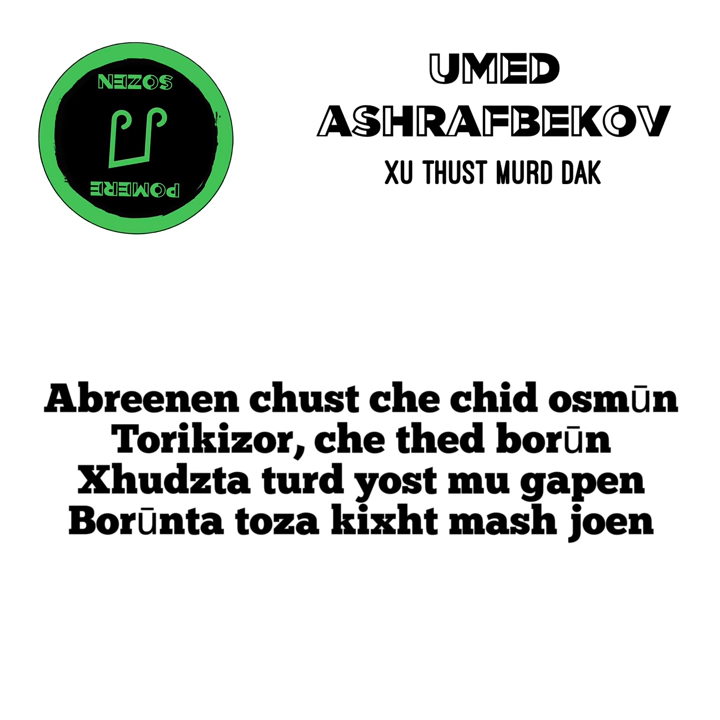 NEIZOS
POMERE
UMED
ASHRAFBEKOV
XU THUST MURD DAK
Abreenen chust che chid osmūn
Torikizor, che thed borūn
Xhudzta turd yost mu gapen
Borūnta toza kixht mash joen